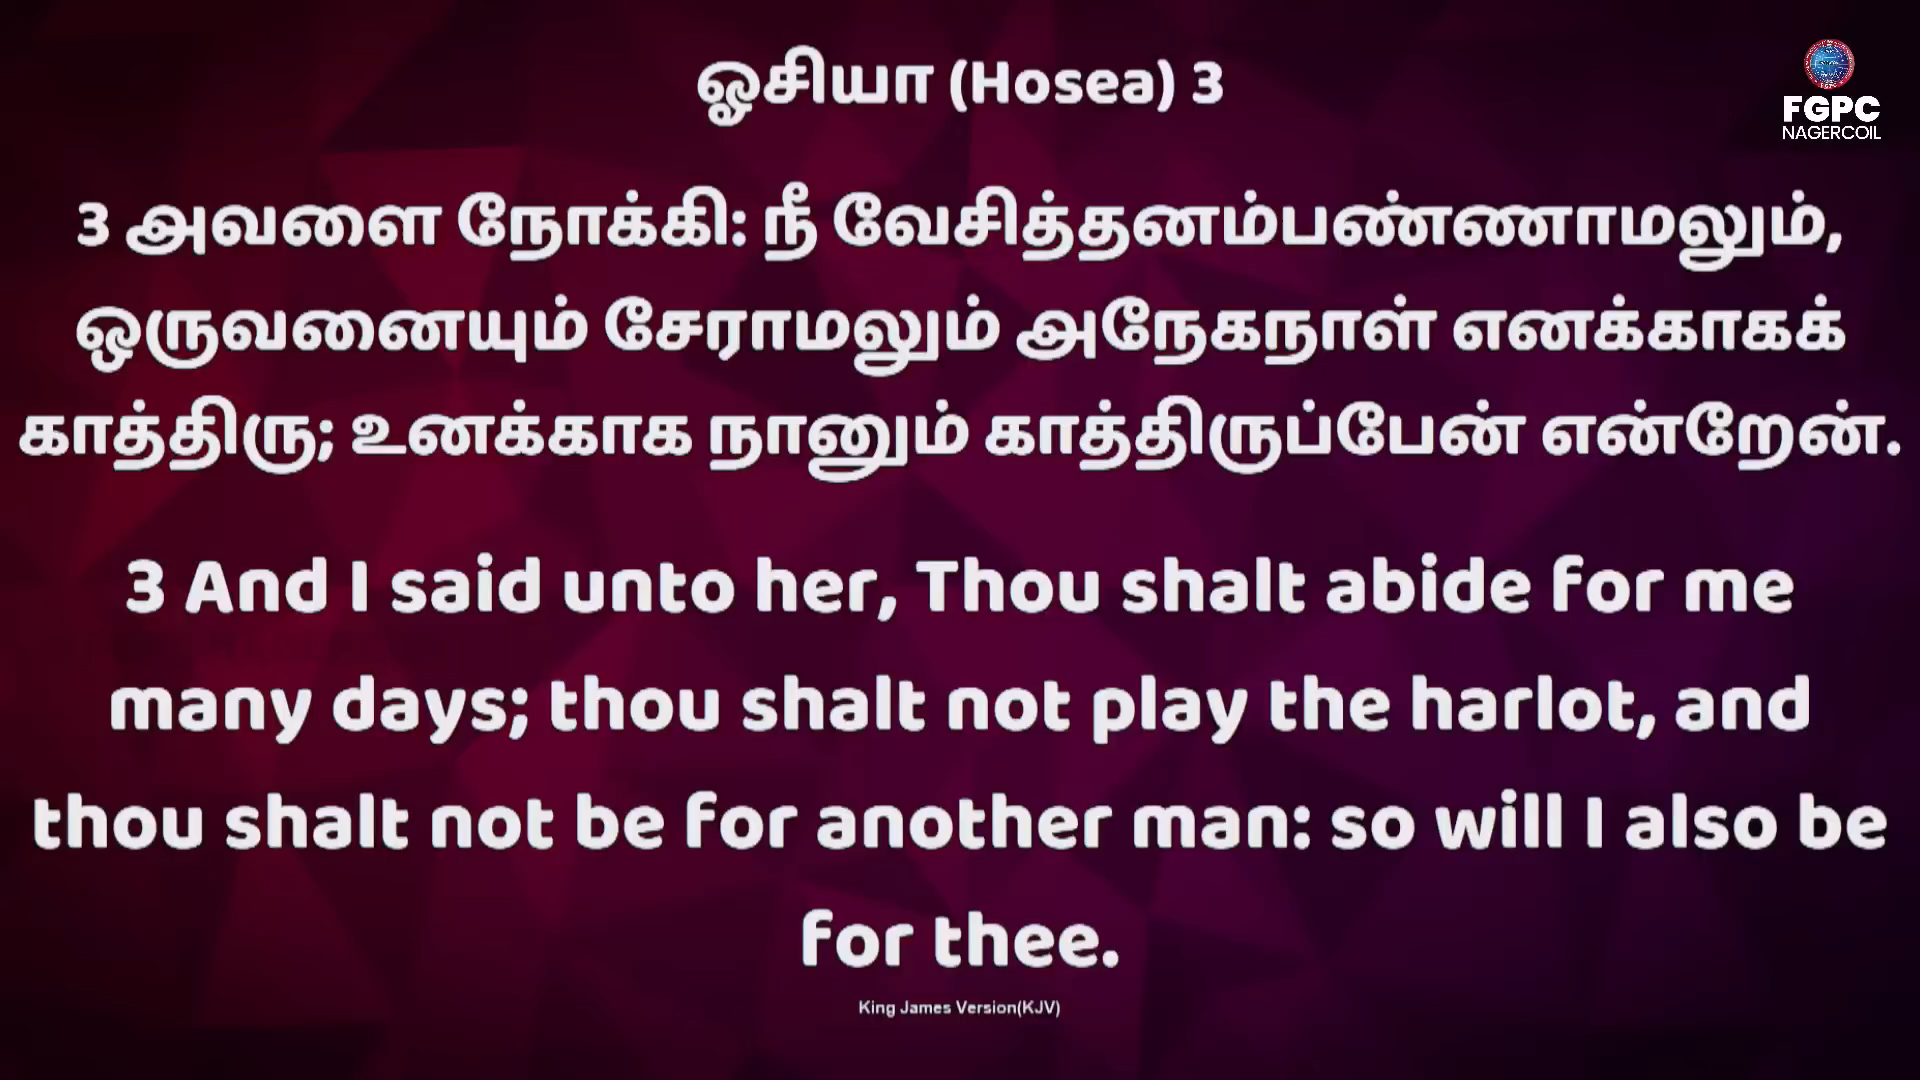 ஓசியா (Hosea) 3
FGPC
NAGERCOIL
3 அவளை நோக்கி: நீ வேசித்தனம்பண்ணாமலும்,
ஒருவனையும் சேராமலும் அநேகநாள் எனக்காகக்
காத்திரு; உனக்காக நானும் காத்திருப்பேன் என்றேன்.
3 And I said unto her, Thou shalt abide for me
many days; thou shalt not play the harlot, and
thou shalt not be for another man: so will I also be
for thee.
King James Version(KJV)